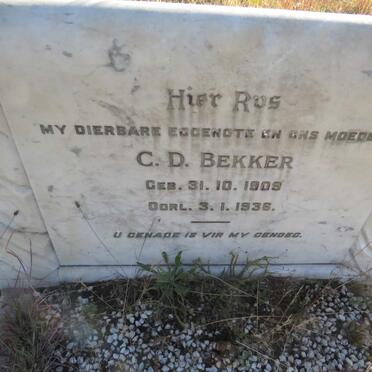 Hier Rus
MY DIERBARE EGGENOTE EN ONS MOEDER
C. D. BEKKER
GEB. 31. 10. 1909
OORL. 3. 1. 1936.
U GENADE IS VIR MY GENOEG.